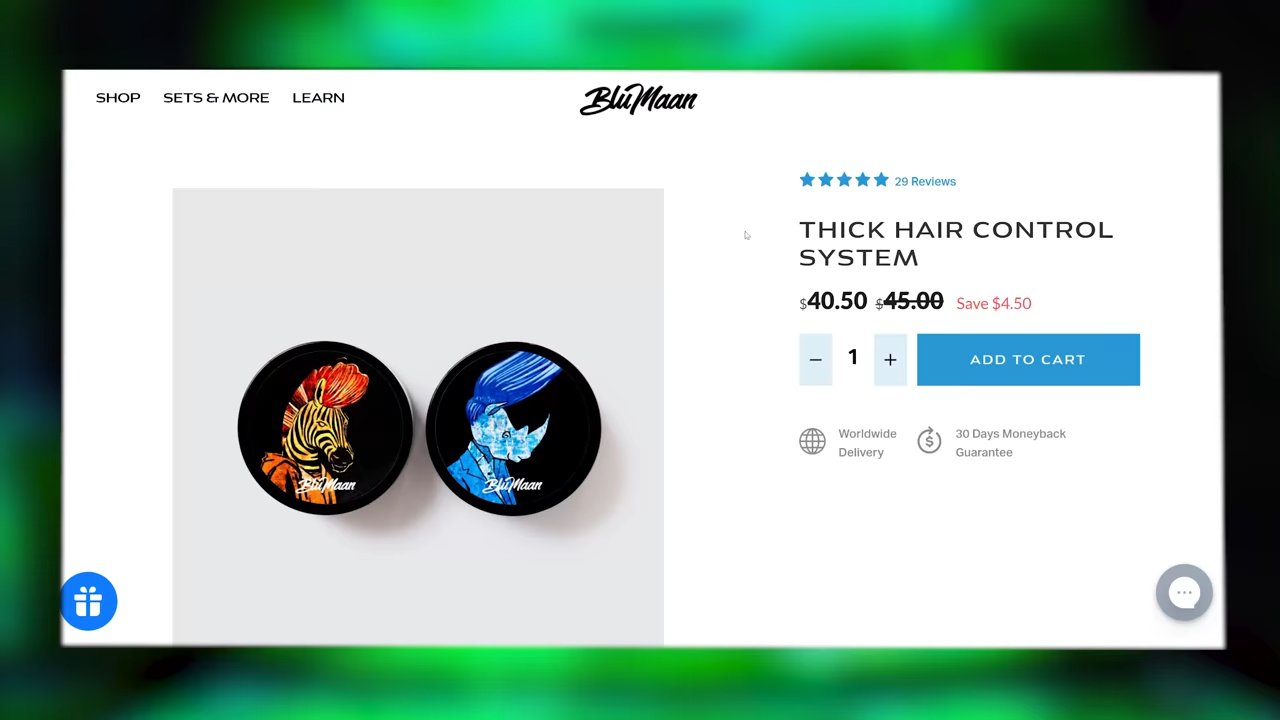 SHOP SETS & MORE LEARN
BluMaan
29 Reviews
THICK HAIR CONTROL
SYSTEM
$40.50 $45.00 Save $4.50
− 1 + ADD TO CART
Worldwide
Delivery
30 Days Moneyback
Guarantee
BluMaan BluMaan